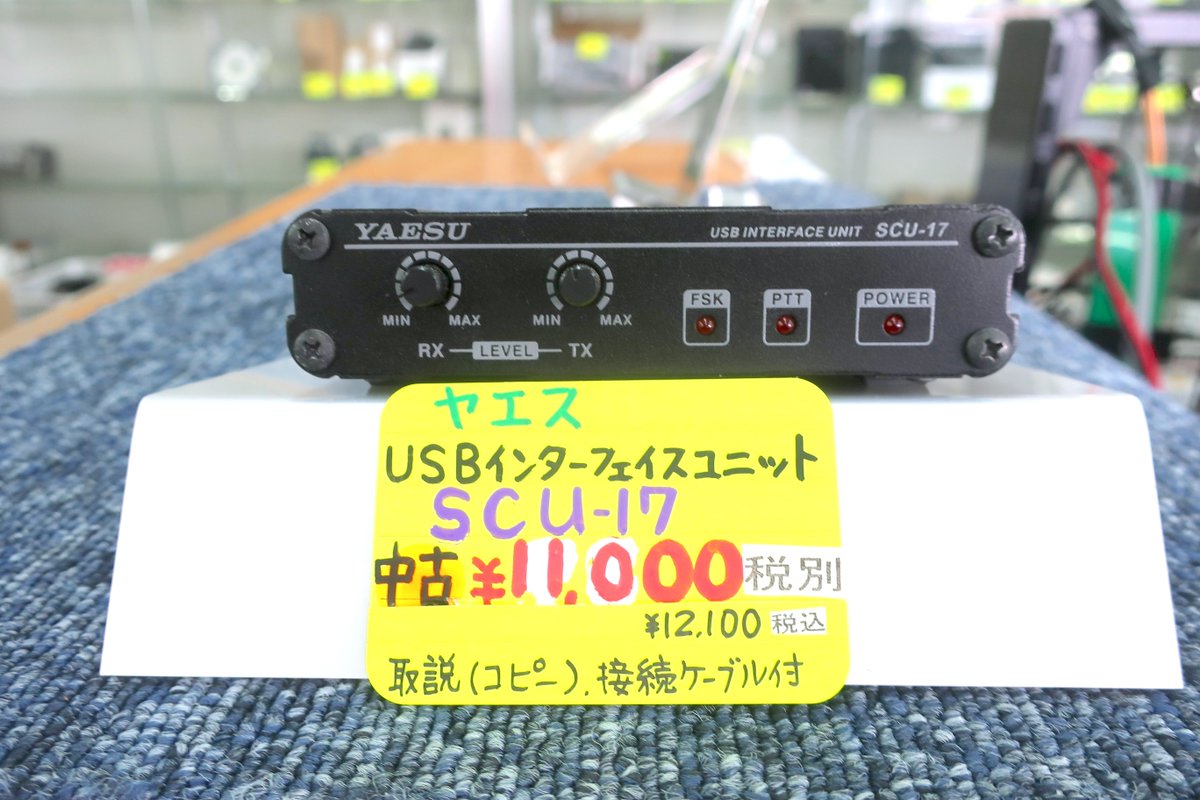 YAESU
USB INTERFACE UNIT SCU-17
MIN MAX MIN MAX
RX LEVEL TX
FSK PTT POWER
ヤエス
USBインターフェイスユニット
SCU-17
中古 ¥11,000 税別
¥12,100 税込
取説(コピー).接続ケーブル付